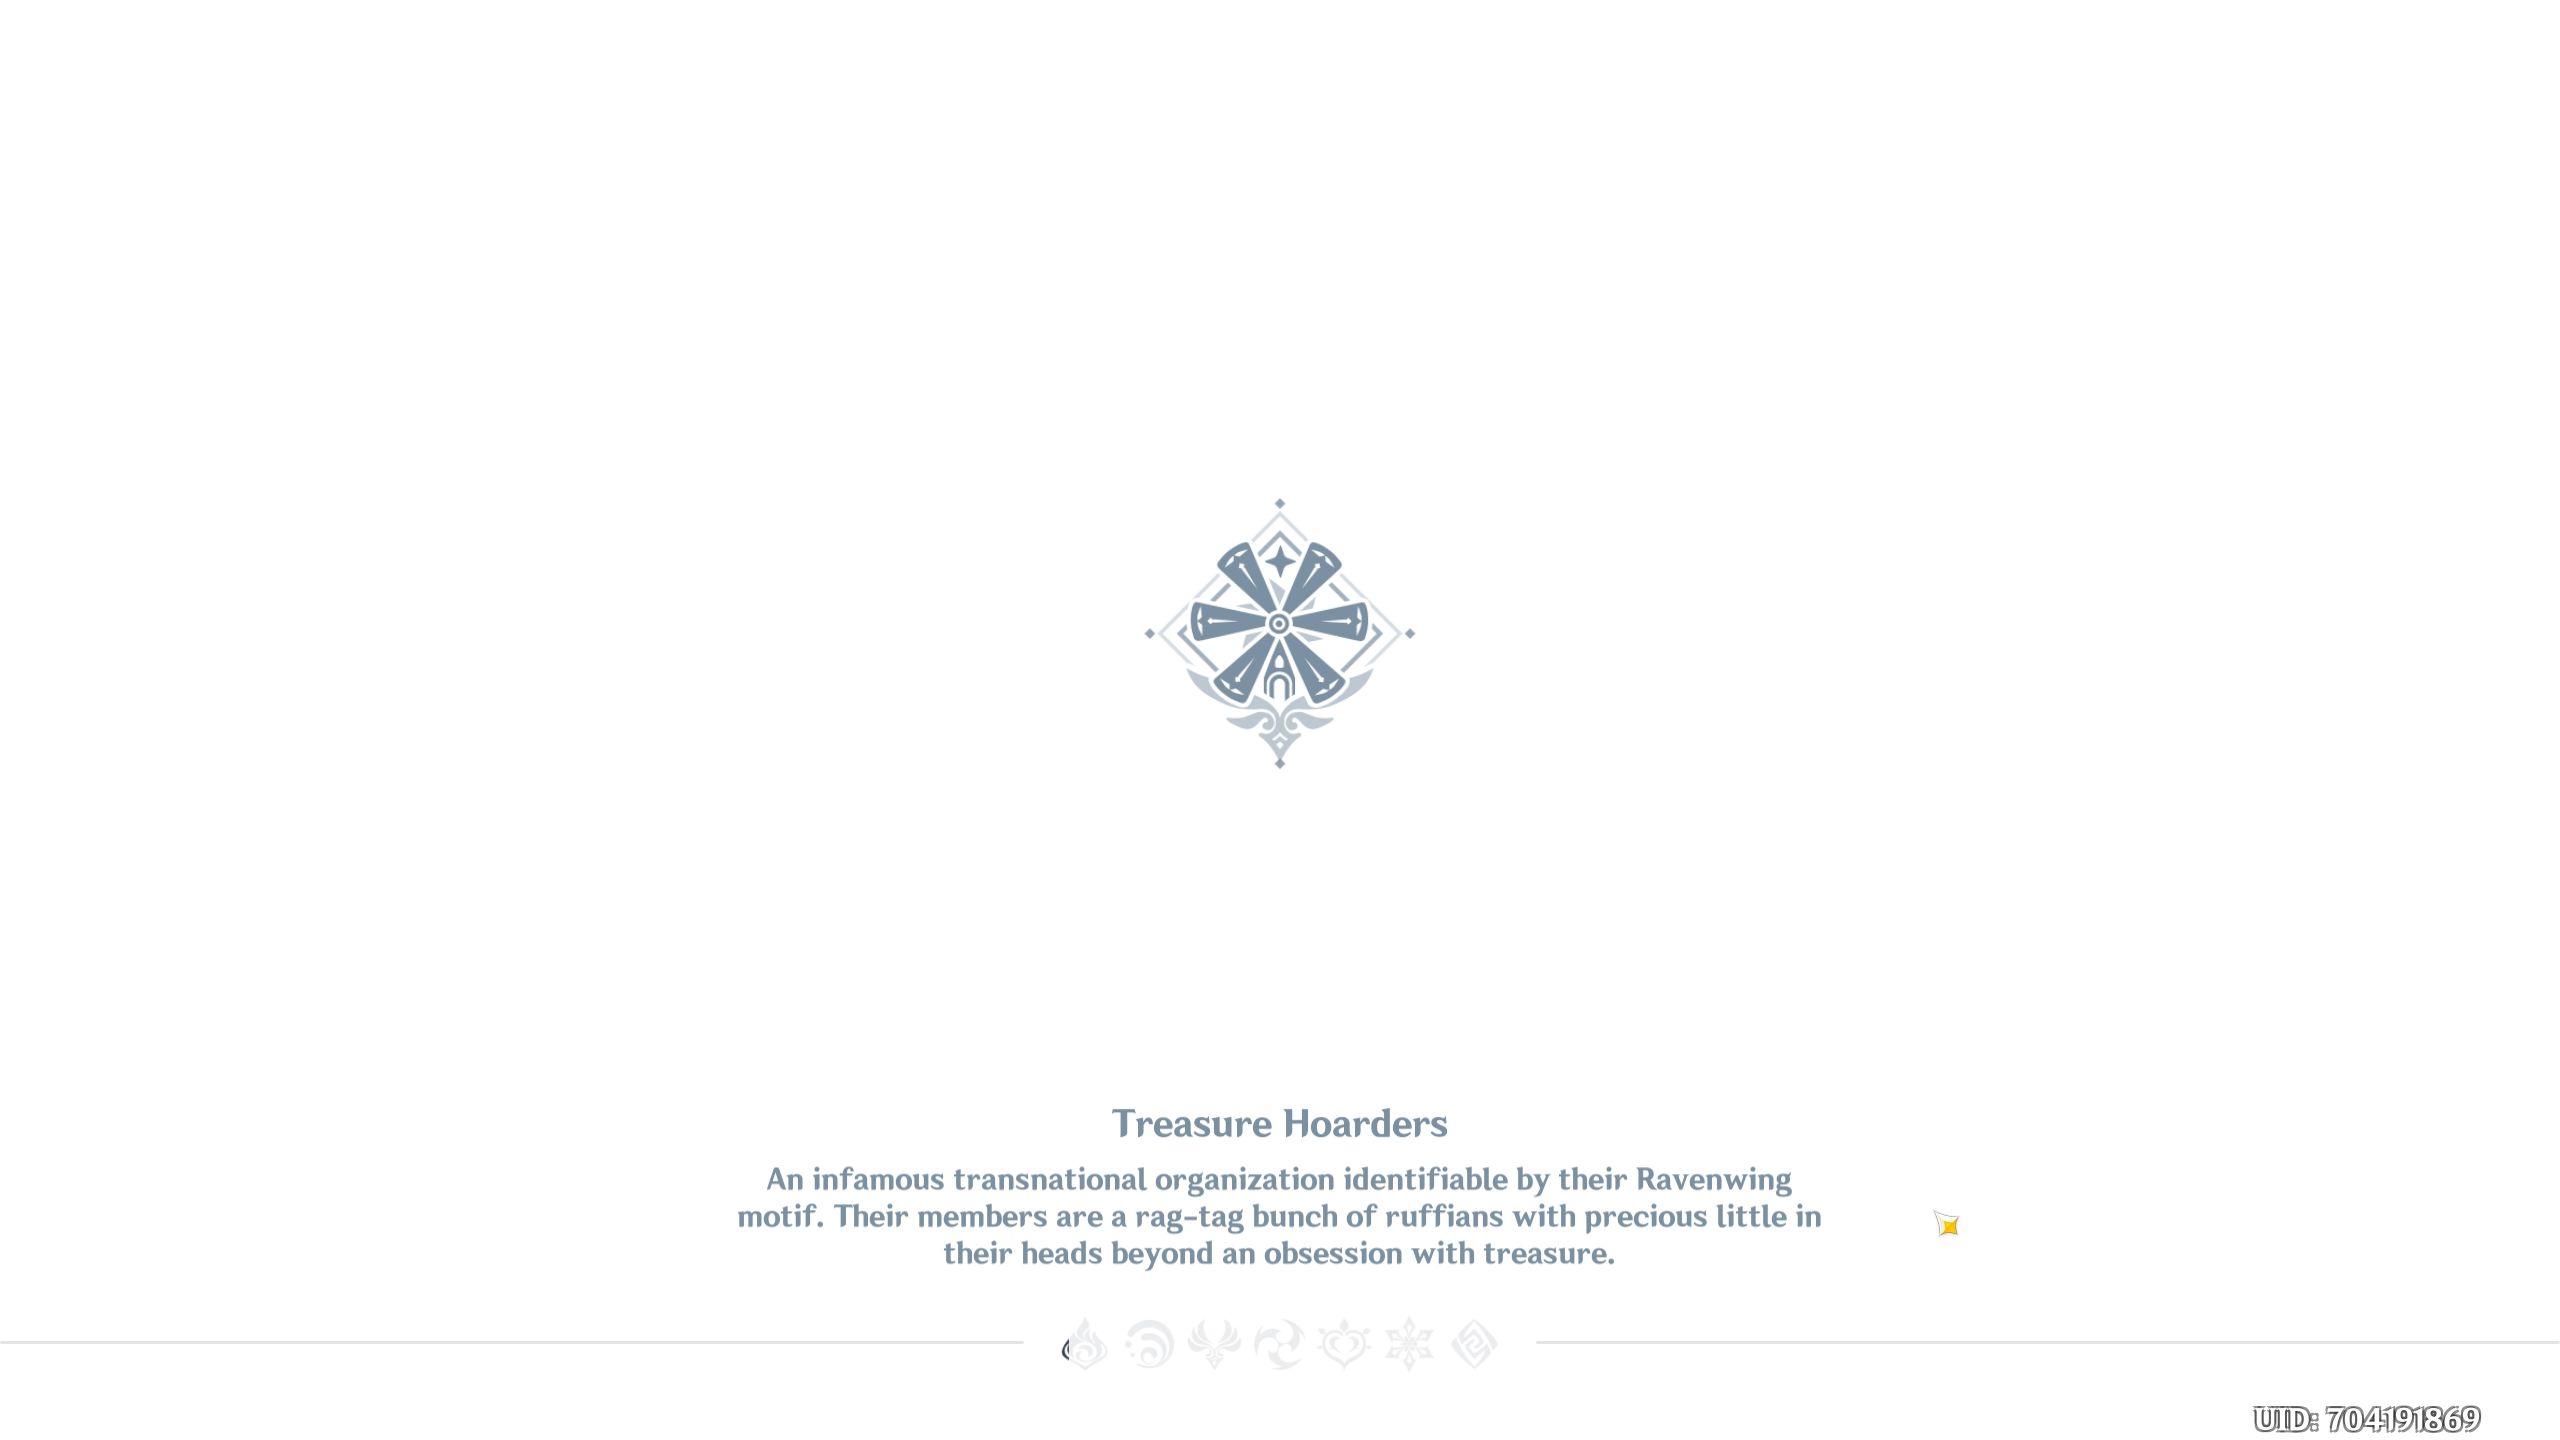 Treasure Hoarders
An infamous transnational organization identifiable by their Ravenwing
motif. Their members are a rag-tag bunch of ruffians with precious little in
their heads beyond an obsession with treasure.
UID: 704191869